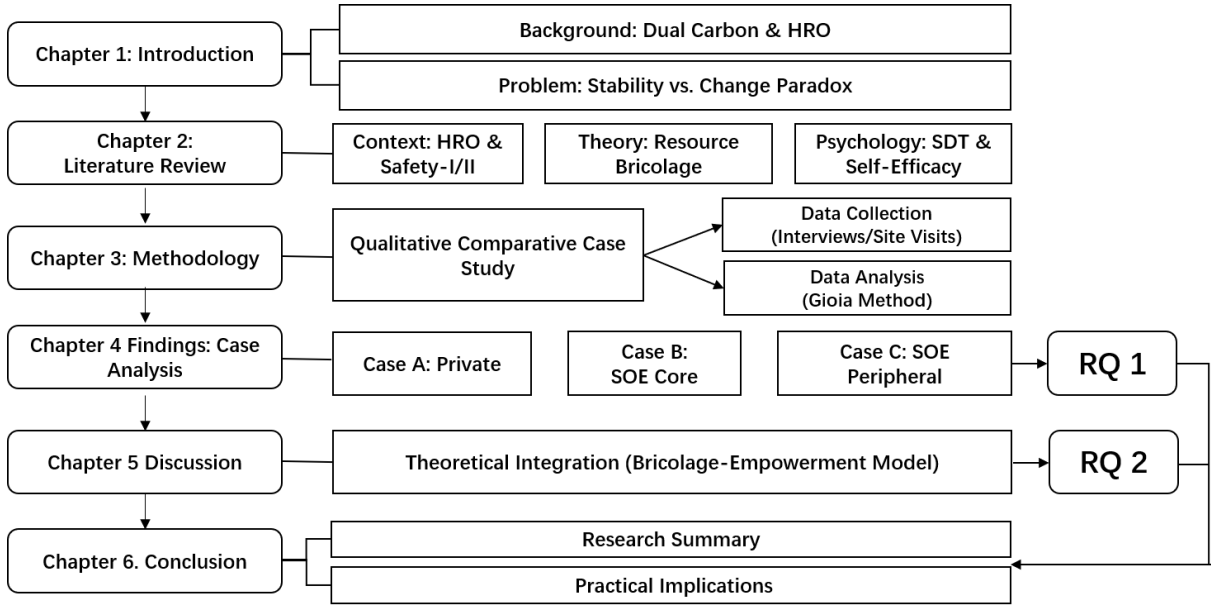 Chapter 1: Introduction
Background: Dual Carbon & HRO
Problem: Stability vs. Change Paradox
Chapter 2:
Literature Review
Context: HRO &
Safety-I/II
Theory: Resource
Bricolage
Psychology: SDT &
Self-Efficacy
Chapter 3: Methodology
Qualitative Comparative Case
Study
Data Collection
(Interviews/Site Visits)
Data Analysis
(Gioia Method)
Chapter 4 Findings: Case
Analysis
Case A: Private
Case B:
SOE Core
Case C: SOE
Peripheral
RQ 1
Chapter 5 Discussion
Theoretical Integration (Bricolage-Empowerment Model)
RQ 2
Chapter 6. Conclusion
Research Summary
Practical Implications